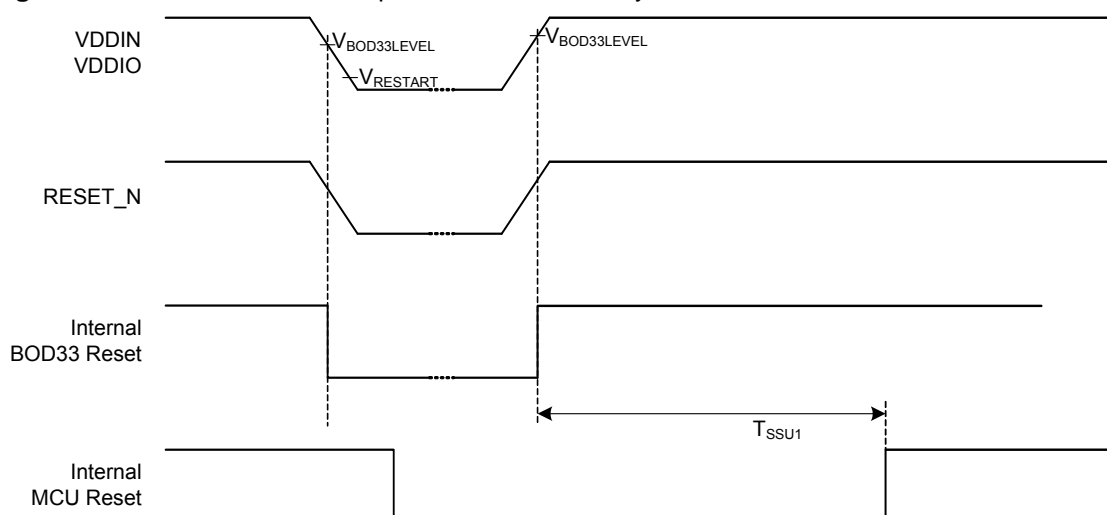 VDDIN
VDDIO
VBOD33LEVEL
VBOD33LEVEL
VRESTART
RESET_N
Internal
BOD33 Reset
TSSU1
Internal
MCU Reset